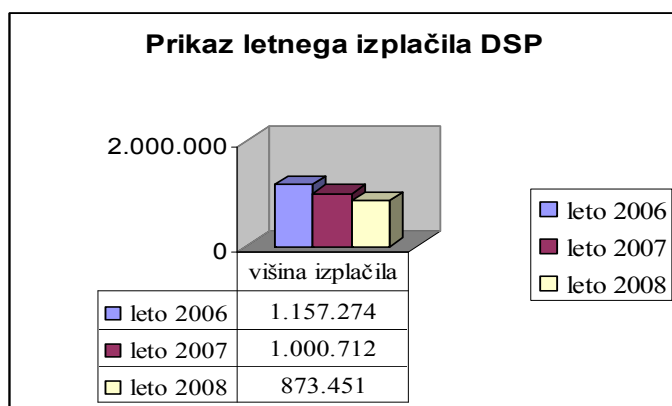 Prikaz letnega izplačila DSP
2.000.000
0
višina izplačila
leto 2006 1.157.274
leto 2007 1.000.712
leto 2008 873.451
leto 2006
leto 2007
leto 2008